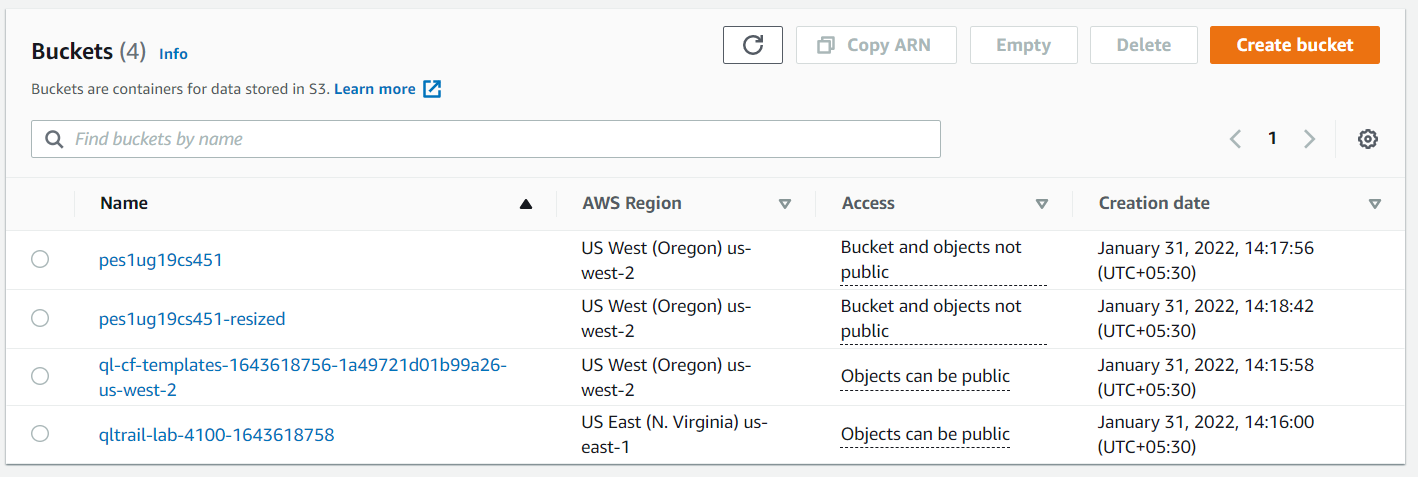 Buckets (4) Info
Copy ARN Empty Delete Create bucket
Buckets are containers for data stored in S3. Learn more
Find buckets by name
1
Name AWS Region Access Creation date
pes1ug19cs451
US West (Oregon) us-
west-2
Bucket and objects not
public
January 31, 2022, 14:17:56
(UTC+05:30)
pes1ug19cs451-resized
US West (Oregon) us-
west-2
Bucket and objects not
public
January 31, 2022, 14:18:42
(UTC+05:30)
ql-cf-templates-1643618756-1a49721d01b99a26-
us-west-2
US West (Oregon) us-
west-2
Objects can be public
January 31, 2022, 14:15:58
(UTC+05:30)
qltrail-lab-4100-1643618758
US East (N. Virginia) us-
east-1
Objects can be public
January 31, 2022, 14:16:00
(UTC+05:30)